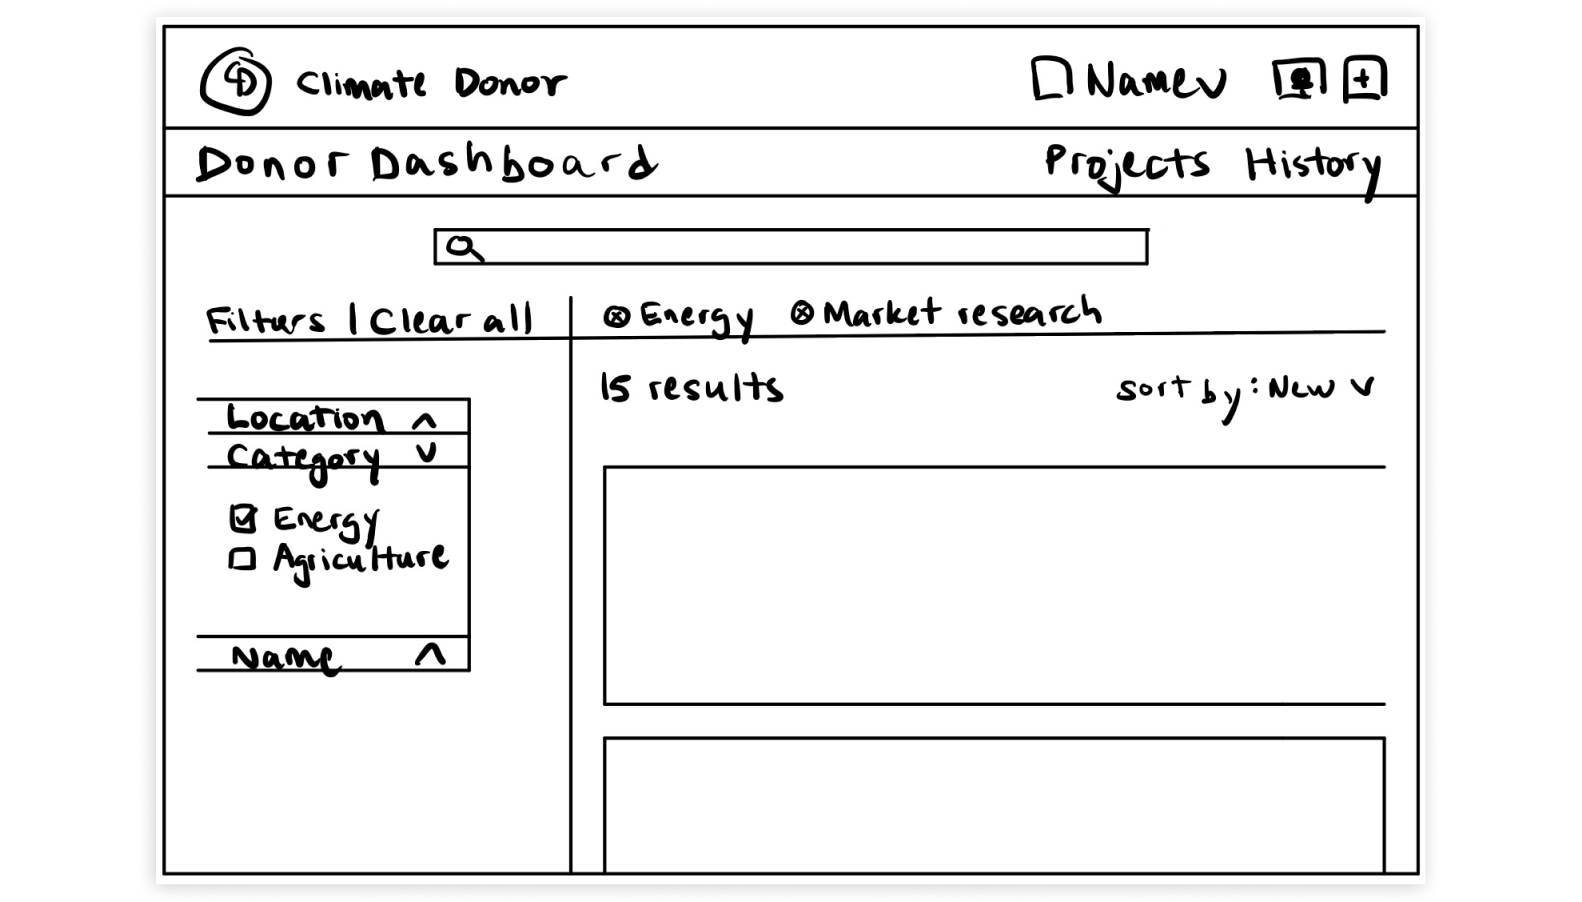 CD Climate Donor Name
Donor Dashboard Projects History
Filters | Clear all
Energy Market research
15 results sort by: New
Location
Category
Energy
Agriculture
Name